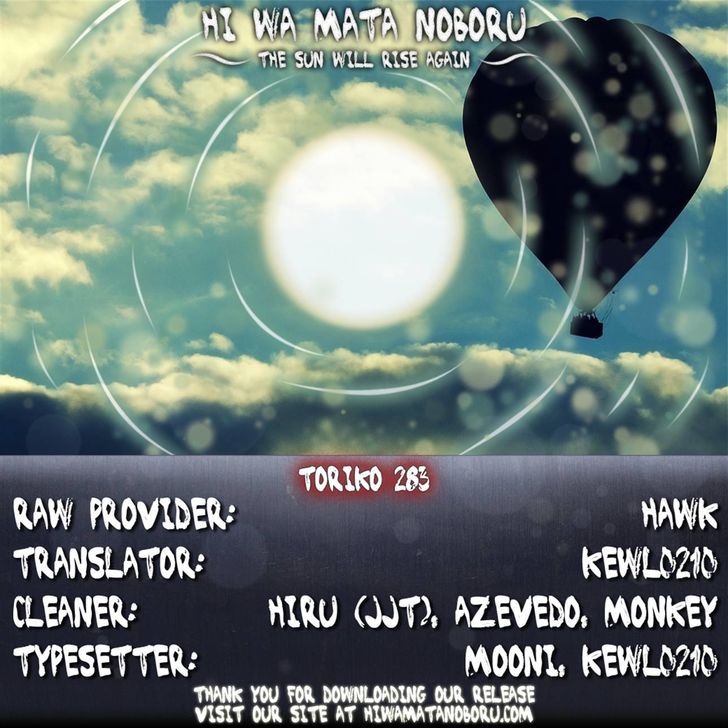 HI WA MATA NOBORU
THE SUN WILL RISE AGAIN
TORIKO 283
RAW PROVIDER: HAWK
TRANSLATOR: KEWL0210
CLEANER: HIRU (JJT), AZEVEDO, MONKEY
TYPESETTER: MOONI, KEWL0210
THANK YOU FOR DOWNLOADING OUR RELEASE
VISIT OUR SITE AT HIWAMATANOBORU.COM